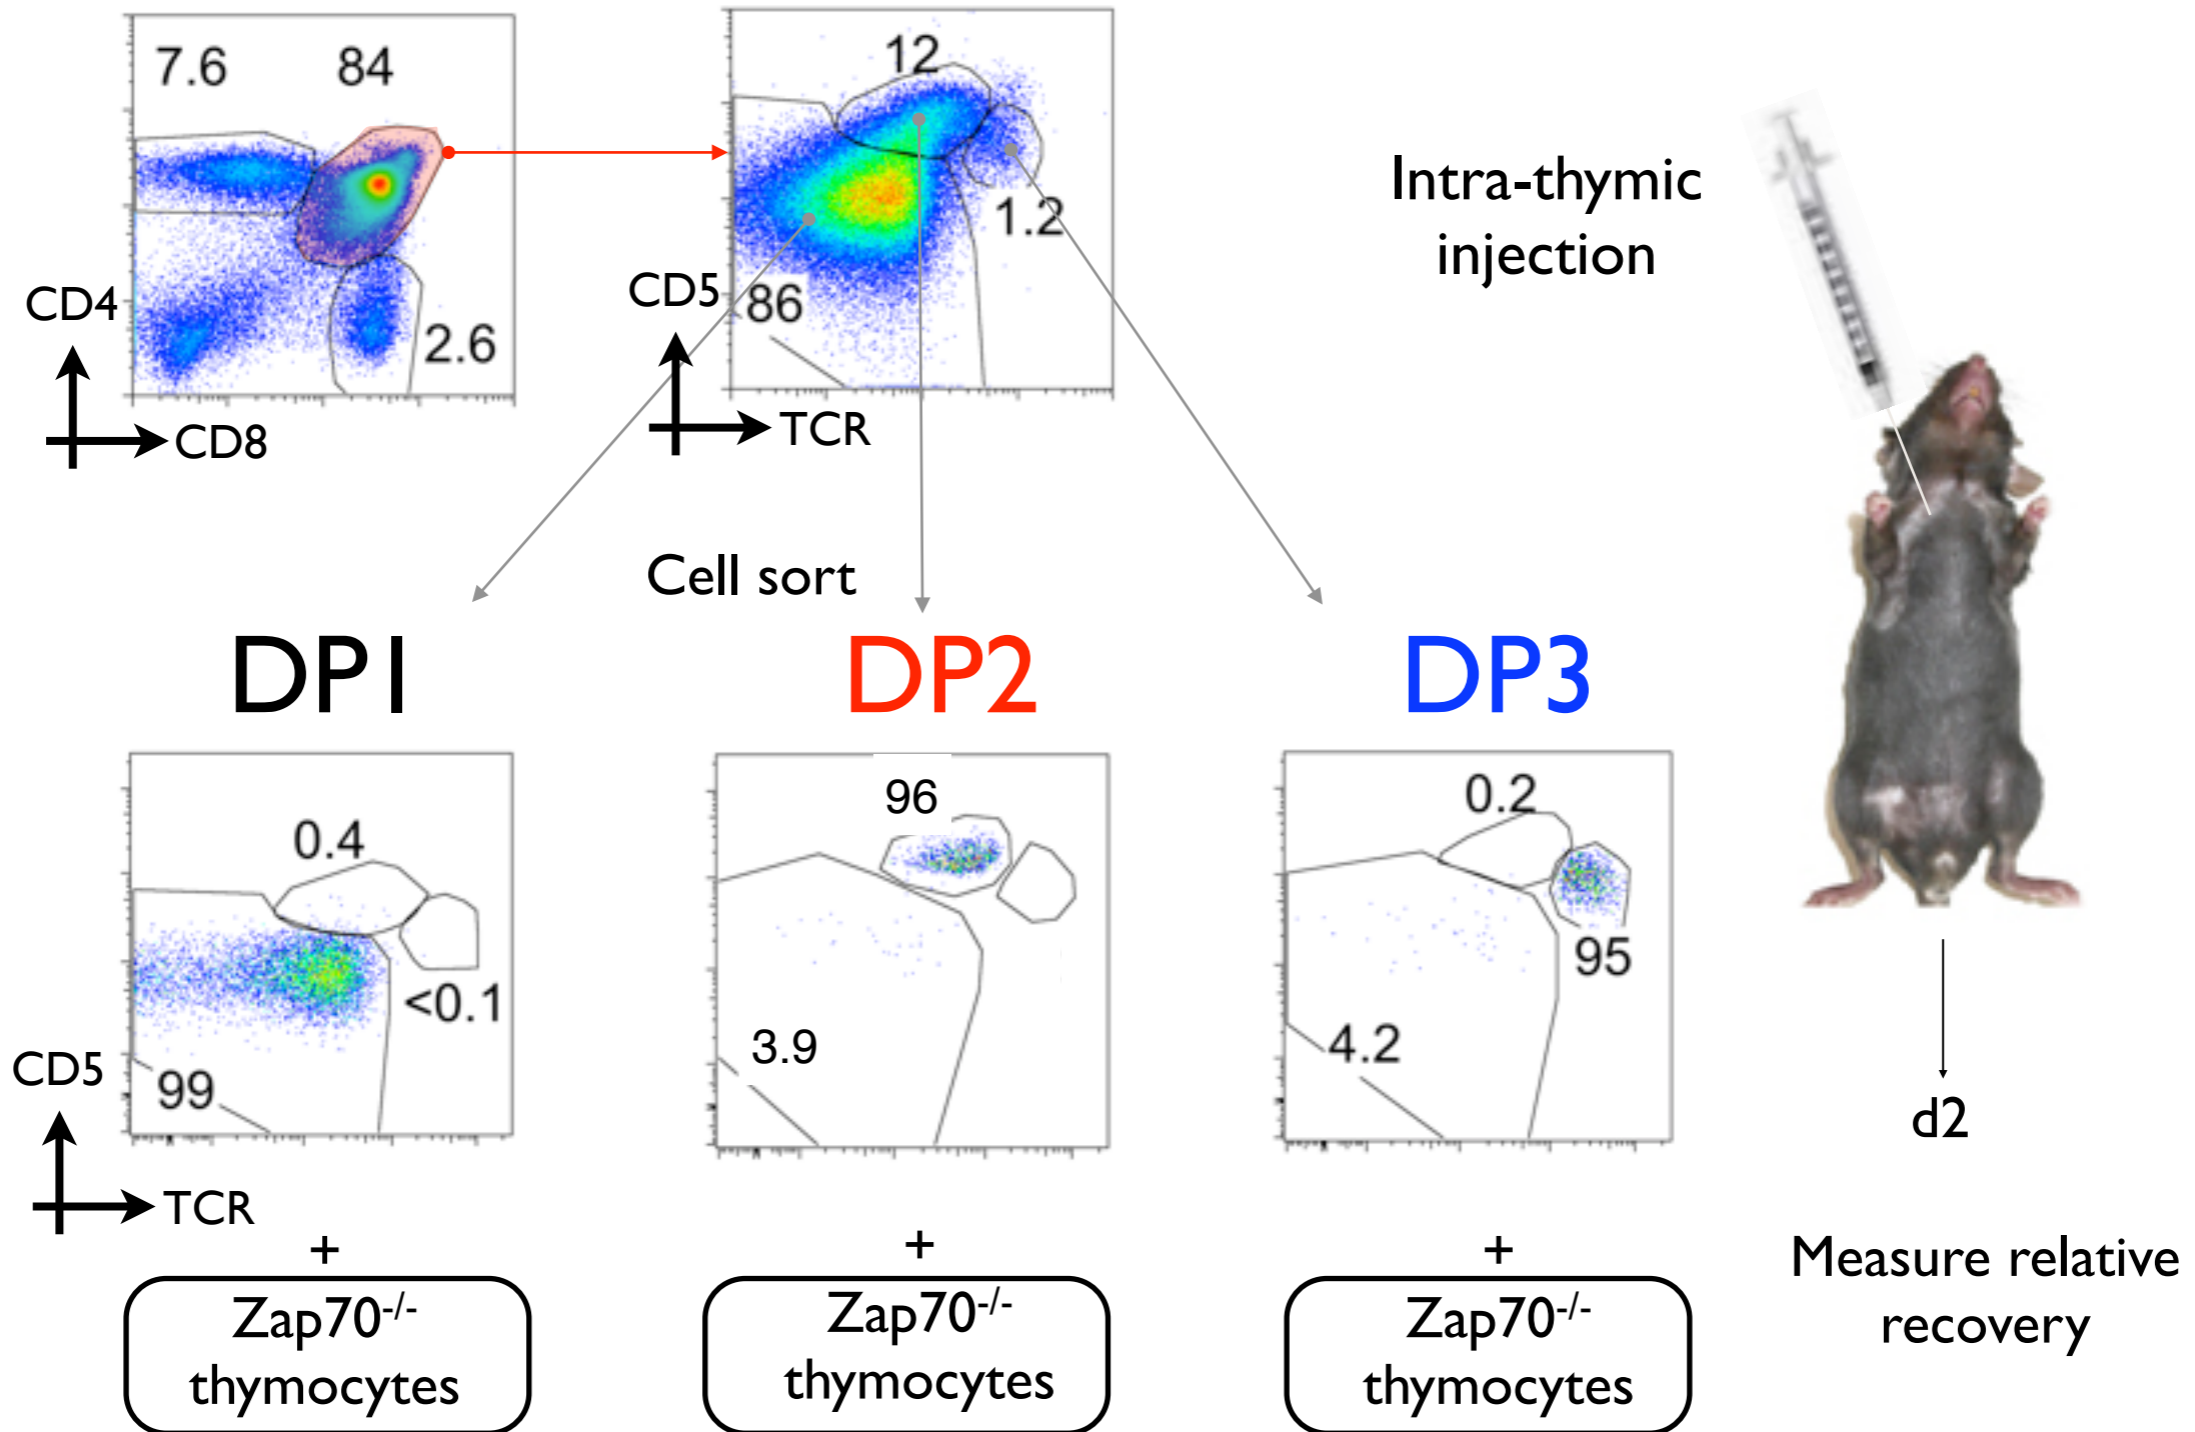 7.6 84
CD4
2.6
CD8
12
1.2
CD5
86
TCR
Intra-thymic
injection
Cell sort
DP1 DP2 DP3
0.4
<0.1
99
CD5
TCR
96
3.9
0.2
95
4.2
d2
+ + +
Zap70-/-
thymocytes
Zap70-/-
thymocytes
Zap70-/-
thymocytes
Measure relative
recovery